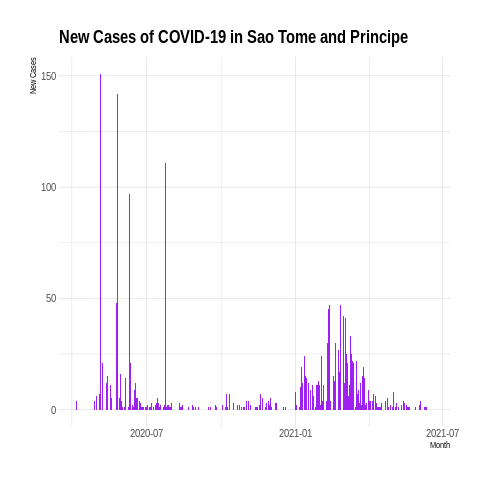 New Cases of COVID-19 in Sao Tome and Principe
New Cases
150
100
50
0
2020-07
2021-01
2021-07
Month